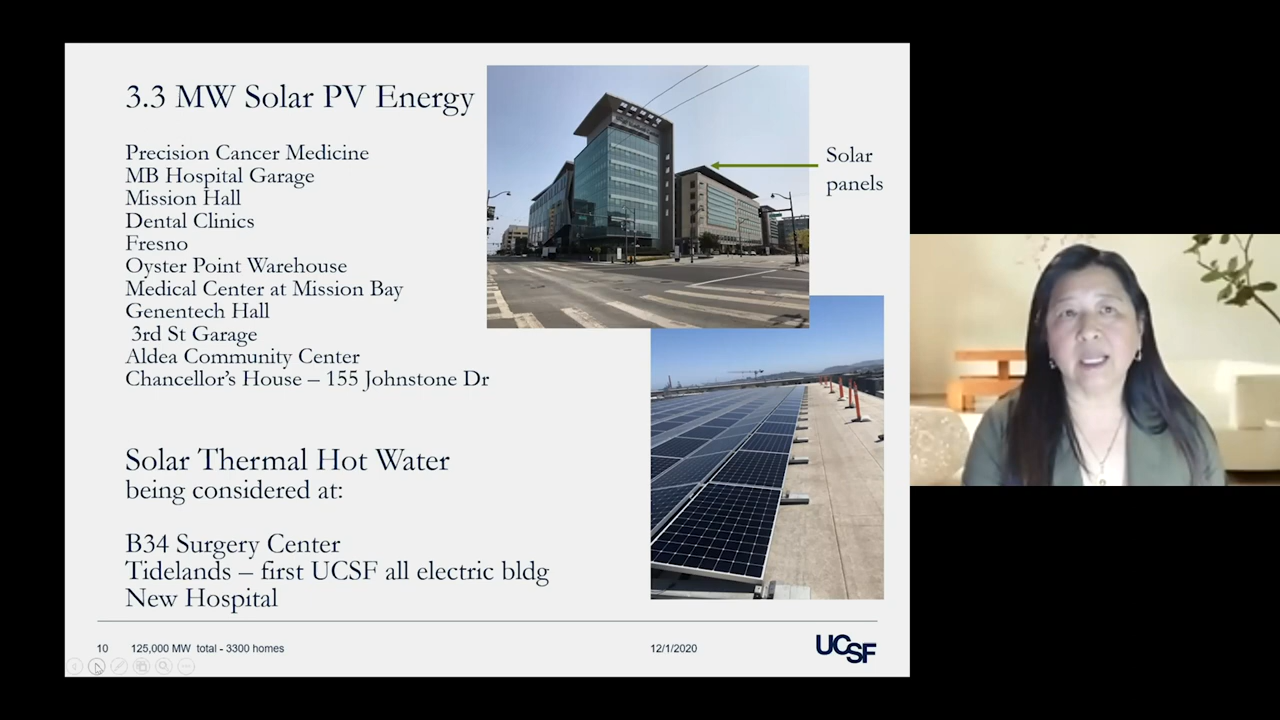 3.3 MW Solar PV Energy
Precision Cancer Medicine
MB Hospital Garage
Mission Hall
Dental Clinics
Fresno
Oyster Point Warehouse
Medical Center at Mission Bay
Genentech Hall
3rd St Garage
Aldea Community Center
Chancellor's House – 155 Johnstone Dr
Solar
panels
Solar Thermal Hot Water
being considered at:
B34 Surgery Center
Tidelands – first UCSF all electric bldg
New Hospital
10 125,000 MW total - 3300 homes
12/1/2020
UCSF